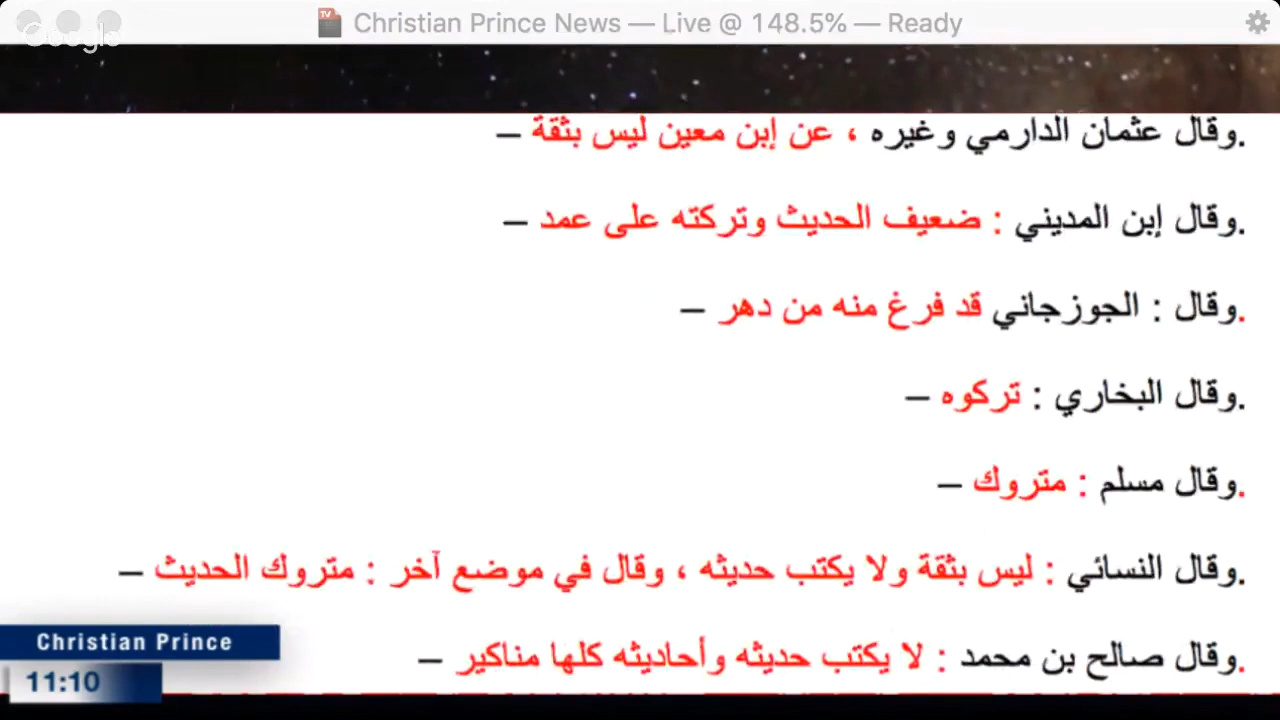 Google
TV
Christian Prince News — Live @ 148.5% — Ready
.وقال عثمان الدارمي وغيره ، عن إبن معين ليس بثقة –
.وقال إبن المديني : ضعيف الحديث وتركته على عمد –
.وقال : الجوزجاني قد فرغ منه من دهر –
.وقال البخاري : تركوه –
.وقال مسلم : متروك –
.وقال النسائي : ليس بثقة ولا يكتب حديثه ، وقال في موضع آخر : متروك الحديث –
.وقال صالح بن محمد : لا يكتب حديثه وأحاديثه كلها مناكير –
Christian Prince
11:10